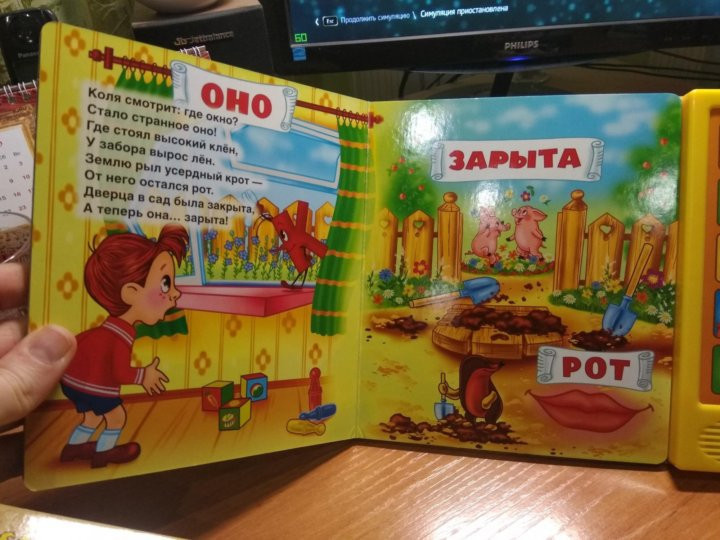 Esc Продолжить симуляцию \ Симуляция приостановлена
60
PHILIPS
ОНО
Коля смотрит: где окно?
Стало странное оно!
Где стоял высокий клён,
У забора вырос лён.
Землю рыл усердный крот —
От него остался рот.
Дверца в сад была закрыта,
А теперь она... зарыта!
ЗАРЫТА
РОТ